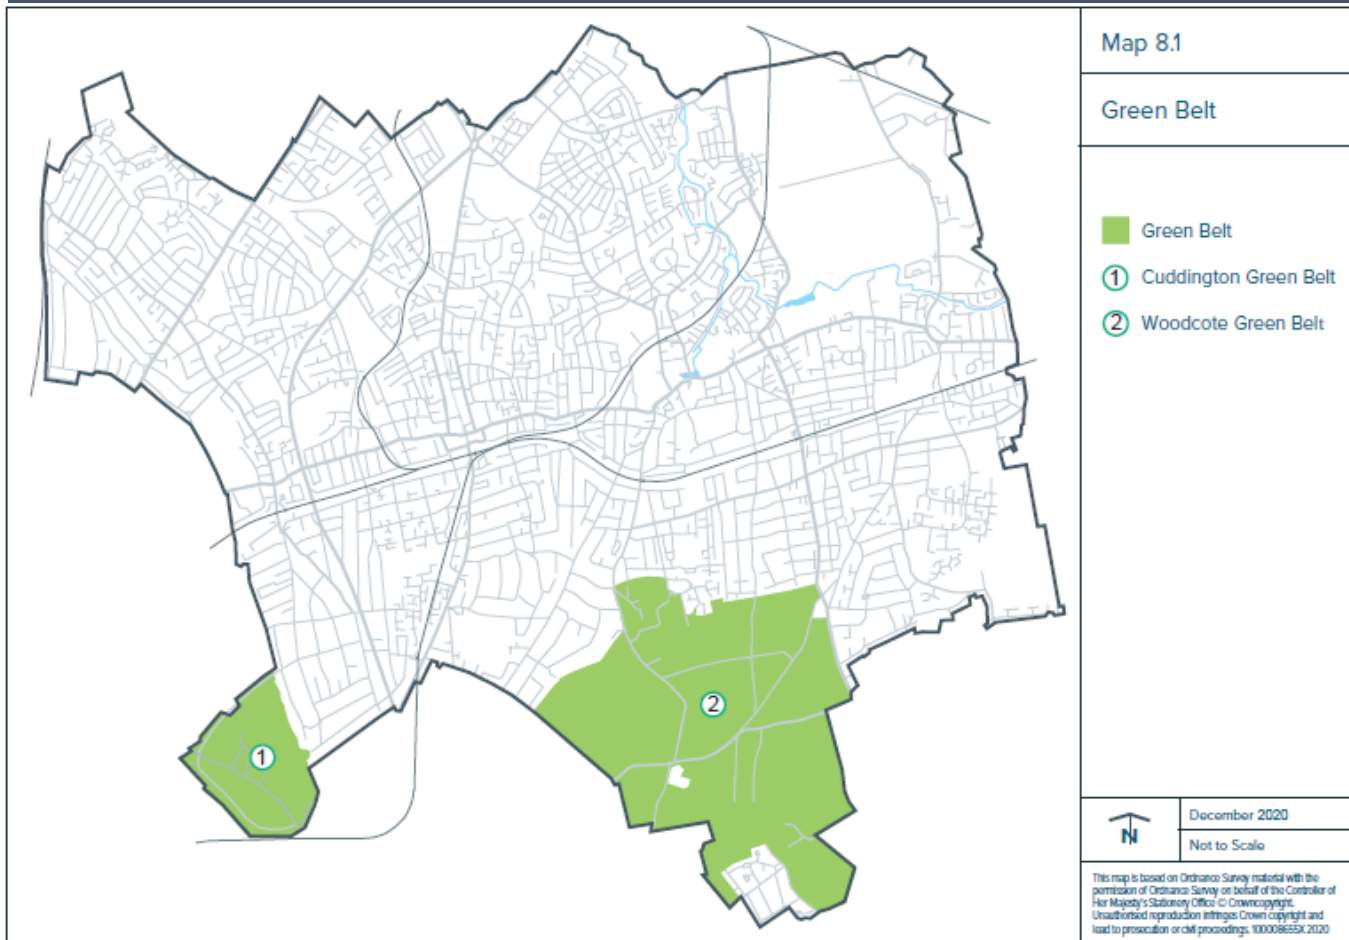 Map 8.1
Green Belt
Green Belt
1 Cuddington Green Belt
2 Woodcote Green Belt
1
2
N
December 2020
Not to Scale
This map is based on Ordnance Survey material with the
permission of Ordnance Survey on behalf of the Controller of
Her Majesty's Stationery Office © Crowncopyright.
Unauthorised reproduction infringes Crown copyright and
lead to prosecution or civil proceedings. 100008655X 2020